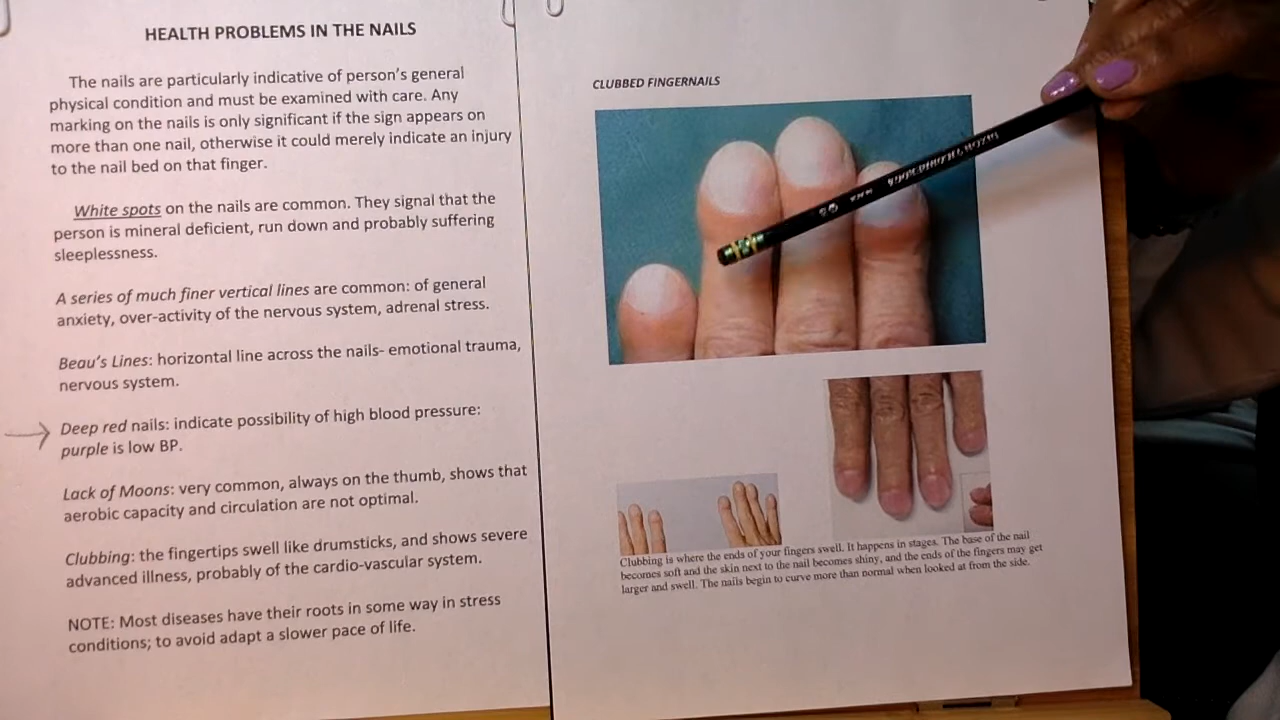 HEALTH PROBLEMS IN THE NAILS
The nails are particularly indicative of person's general
physical condition and must be examined with care. Any
marking on the nails is only significant if the sign appears on
more than one nail, otherwise it could merely indicate an injury
to the nail bed on that finger.
White spots on the nails are common. They signal that the
person is mineral deficient, run down and probably suffering
sleeplessness.
A series of much finer vertical lines are common: of general
anxiety, over-activity of the nervous system, adrenal stress.
Beau's Lines: horizontal line across the nails- emotional trauma,
nervous system.
Deep red nails: indicate possibility of high blood pressure:
purple is low BP.
Lack of Moons: very common, always on the thumb, shows that
aerobic capacity and circulation are not optimal.
Clubbing: the fingertips swell like drumsticks, and shows severe
advanced illness, probably of the cardio-vascular system.
NOTE: Most diseases have their roots in some way in stress
conditions; to avoid adapt a slower pace of life.
CLUBBED FINGERNAILS
Clubbing is where the ends of your fingers swell. It happens in stages. The base of the nail
becomes soft and the skin next to the nail becomes shiny, and the ends of the fingers may get
larger and swell. The nails begin to curve more than normal when looked at from the side.